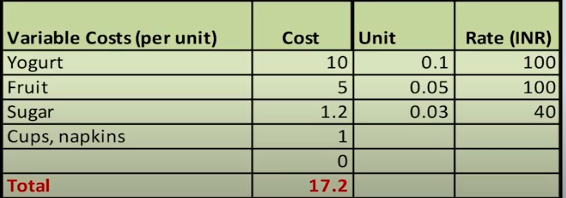 Variable Costs (per unit) Cost Unit Rate (INR)
Yogurt 10 0.1 100
Fruit 5 0.05 100
Sugar 1.2 0.03 40
Cups, napkins 1
0
Total 17.2